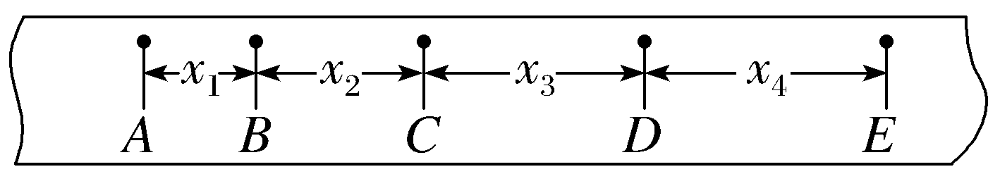 x₁ x₂ x₃ x₄
A B C D E